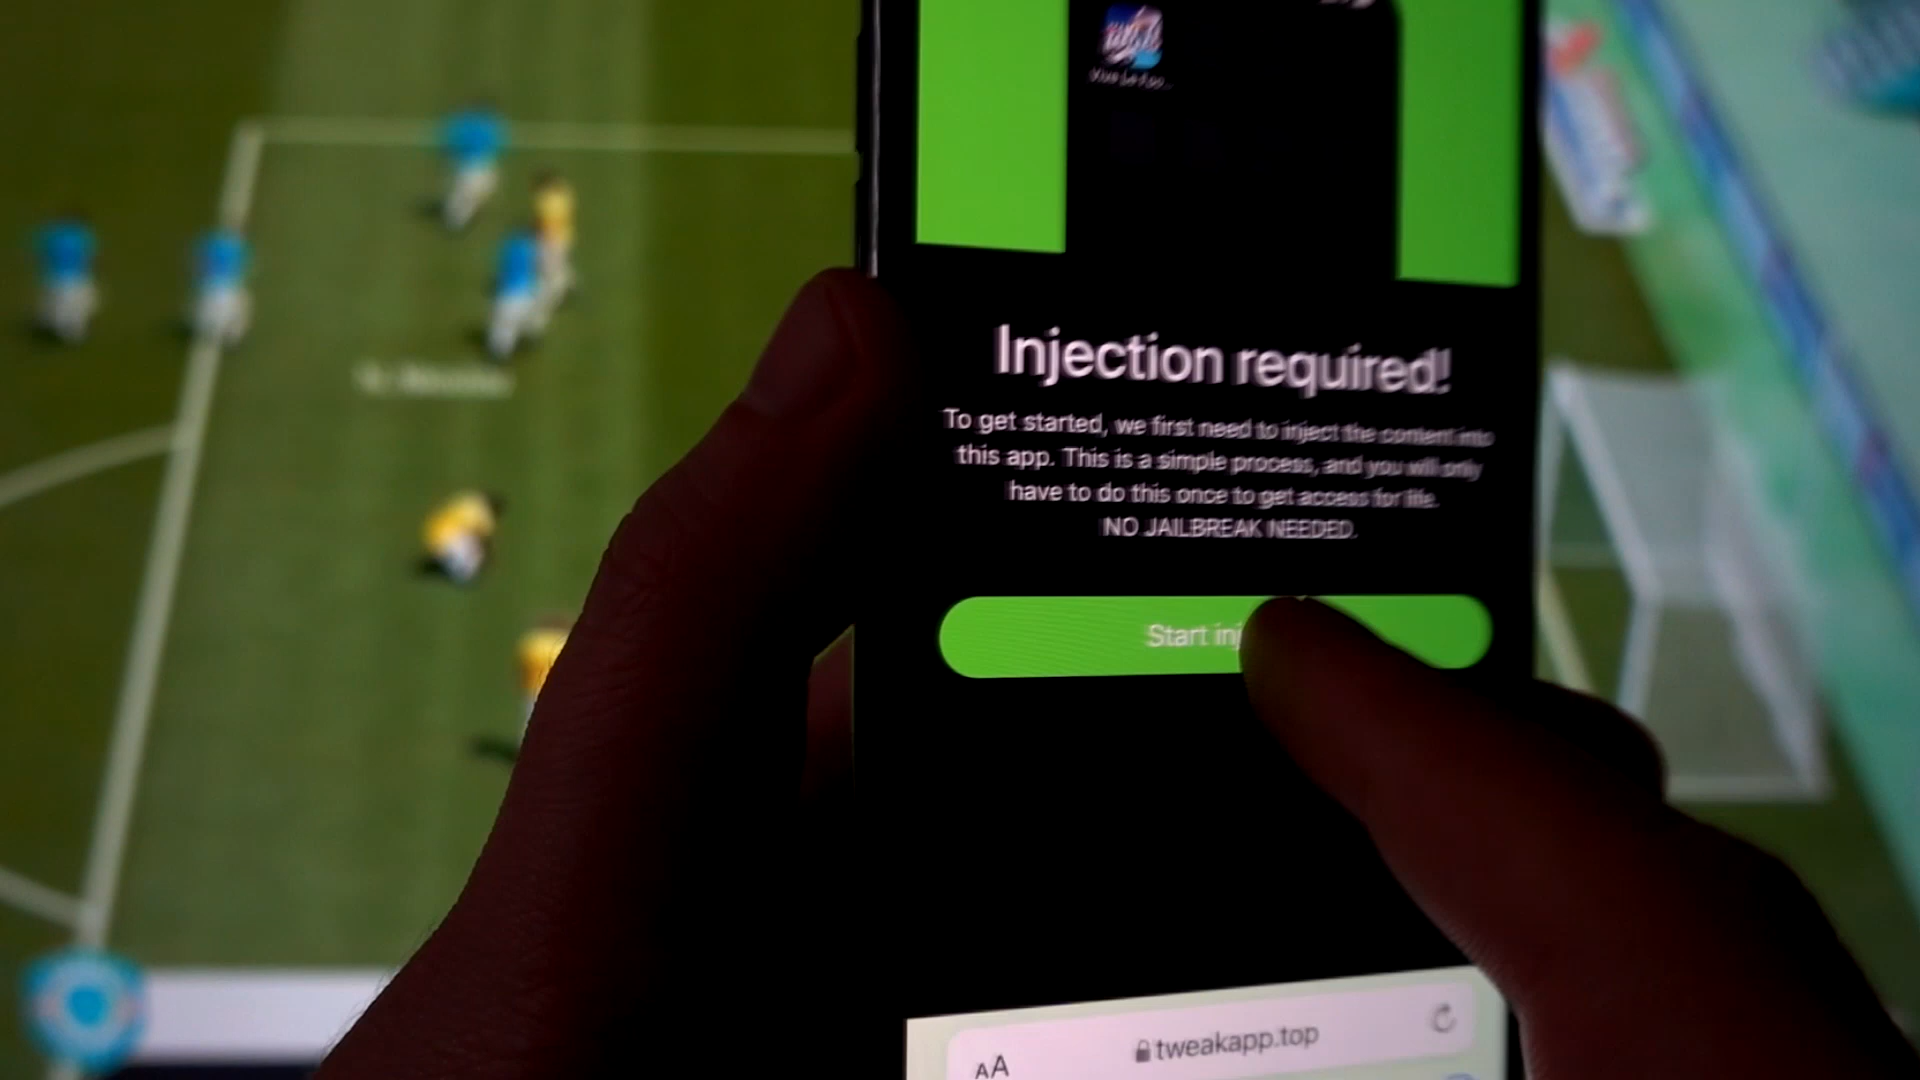 Injection required!
To get started, we first need to inject the content into
this app. This is a simple process, and you will only
have to do this once to get access for life.
NO JAILBREAK NEEDED.
Start inj
AA
tweakapp.top